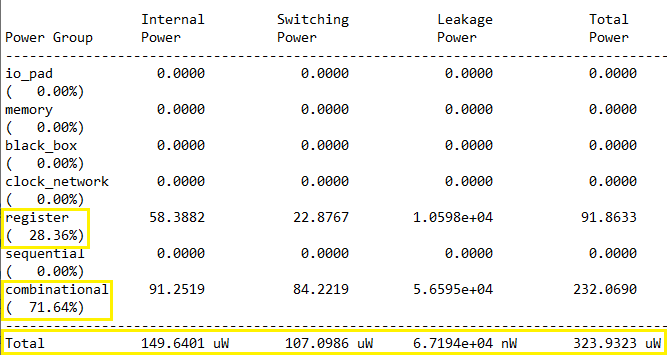 Internal Switching Leakage Total
Power Group Power Power Power Power
--------------------------------------------------------------------------------
io_pad 0.0000 0.0000 0.0000 0.0000
( 0.00%)
memory 0.0000 0.0000 0.0000 0.0000
( 0.00%)
black_box 0.0000 0.0000 0.0000 0.0000
( 0.00%)
clock_network 0.0000 0.0000 0.0000 0.0000
( 0.00%)
register 58.3882 22.8767 1.0598e+04 91.8633
( 28.36%)
sequential 0.0000 0.0000 0.0000 0.0000
( 0.00%)
combinational 91.2519 84.2219 5.6595e+04 232.0690
( 71.64%)
--------------------------------------------------------------------------------
Total 149.6401 uW 107.0986 uW 6.7194e+04 nW 323.9323 uW